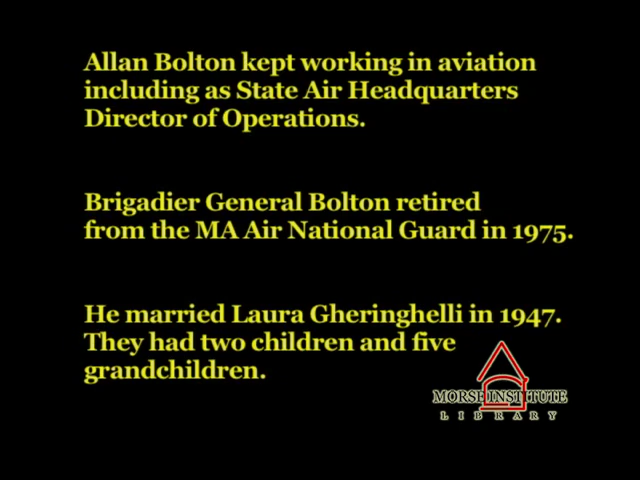 Allan Bolton kept working in aviation
including as State Air Headquarters
Director of Operations.
Brigadier General Bolton retired
from the MA Air National Guard in 1975.
He married Laura Gheringhelli in 1947.
They had two children and five
grandchildren.
MORSE INSTITUTE
LIBRARY